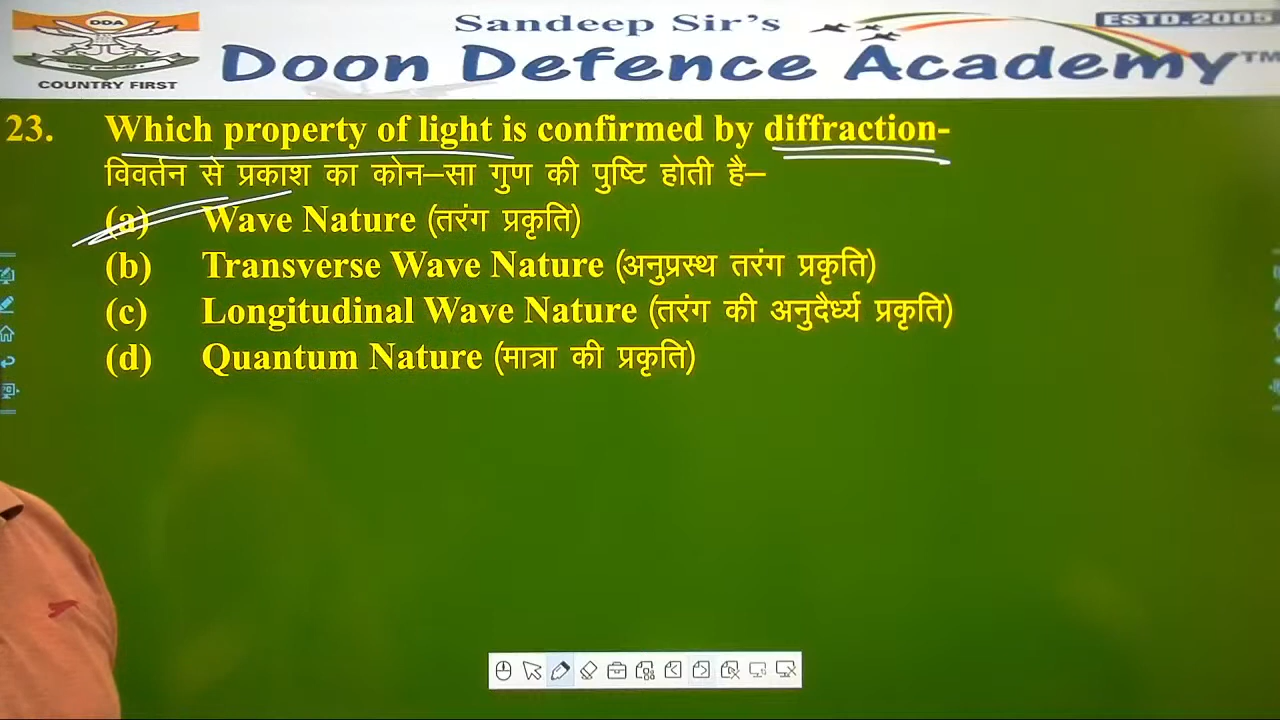 DDA
COUNTRY FIRST
Sandeep Sir's
ESTD.2005
Doon Defence Academy™
23. Which property of light is confirmed by diffraction-
विवर्तन से प्रकाश का कोन–सा गुण की पुष्टि होती है–
(a) Wave Nature (तरंग प्रकृति)
(b) Transverse Wave Nature (अनुप्रस्थ तरंग प्रकृति)
(c) Longitudinal Wave Nature (तरंग की अनुदैर्ध्य प्रकृति)
(d) Quantum Nature (मात्रा की प्रकृति)